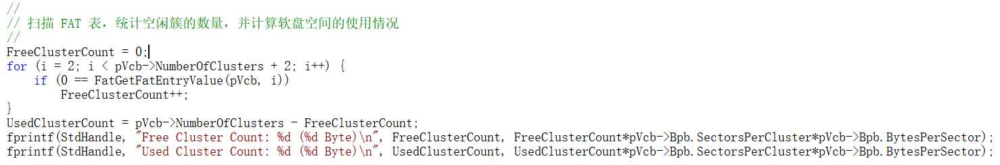 //
// 扫描 FAT 表，统计空闲簇的数量，并计算软盘空间的使用情况
//
FreeClusterCount = 0;
for (i = 2; i < pVcb->NumberOfClusters + 2; i++) {
    if (0 == FatGetFatEntryValue(pVcb, i))
        FreeClusterCount++;
}
UsedClusterCount = pVcb->NumberOfClusters - FreeClusterCount;
fprintf(StdHandle, "Free Cluster Count: %d (%d Byte)\n", FreeClusterCount, FreeClusterCount*pVcb->Bpb.SectorsPerCluster*pVcb->Bpb.BytesPerSector);
fprintf(StdHandle, "Used Cluster Count: %d (%d Byte)\n", UsedClusterCount, UsedClusterCount*pVcb->Bpb.SectorsPerCluster*pVcb->Bpb.BytesPerSector);